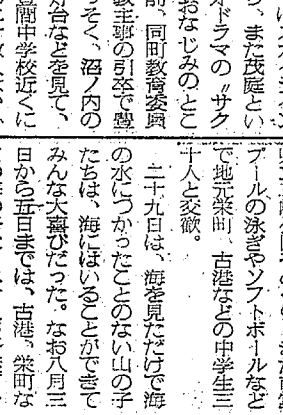 、また茂庭とい
オドラマの〝サク
おなじみのとこ
前、同町教育委員
主事の引卒で豊
っそく、沼ノ内の
台などを見て、
間中学校近くに
プールの泳ぎやソフトボールなど
で地元栄町、古港などの中学生三
十人と交歓。
二十九日は、海を見ただけで海
の水につかったことのない山の子
たちは、海にはいることができて
みんな大喜びだった。なお八月三
日から五日までは、古港、栄町な